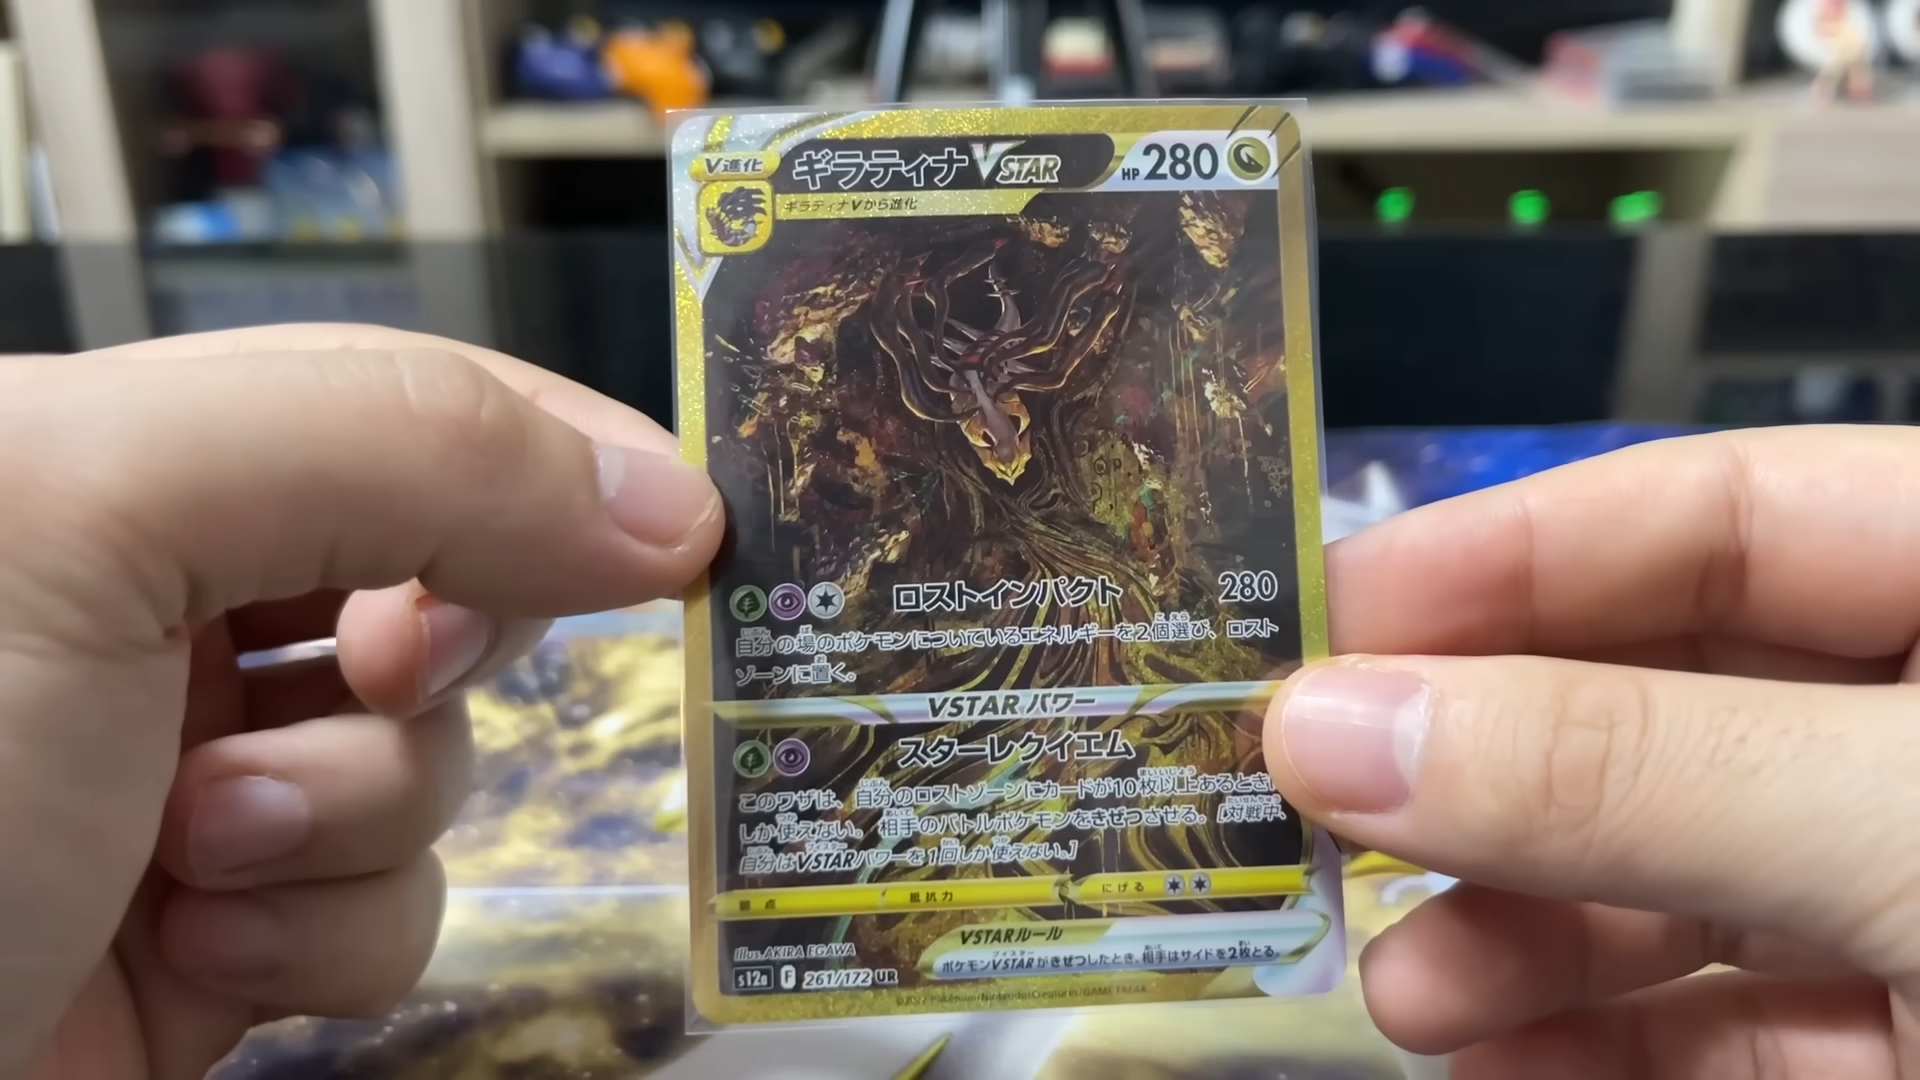 V進化
ギラティナVSTAR
HP 280
ギラティナVから進化
ロストインパクト 280
自分の場のポケモンについているエネルギーを2個選び、ロスト
ゾーンに置く。
VSTARパワー
スターレクイエム
このワザは、自分のロストゾーンにカードが10枚以上あるときに
しか使えない。相手のバトルポケモンをきぜつさせる。[対戦中、
自分はVSTARパワーを1回しか使えない。]
弱点 抵抗力 にげる
VSTARルール
ポケモンVSTARがきぜつしたとき、相手はサイドを2枚とる。
Illus. AKIRA EGAWA
s12a F 261/172 UR
©2022 Pokémon/Nintendo/Creatures/GAME FREAK